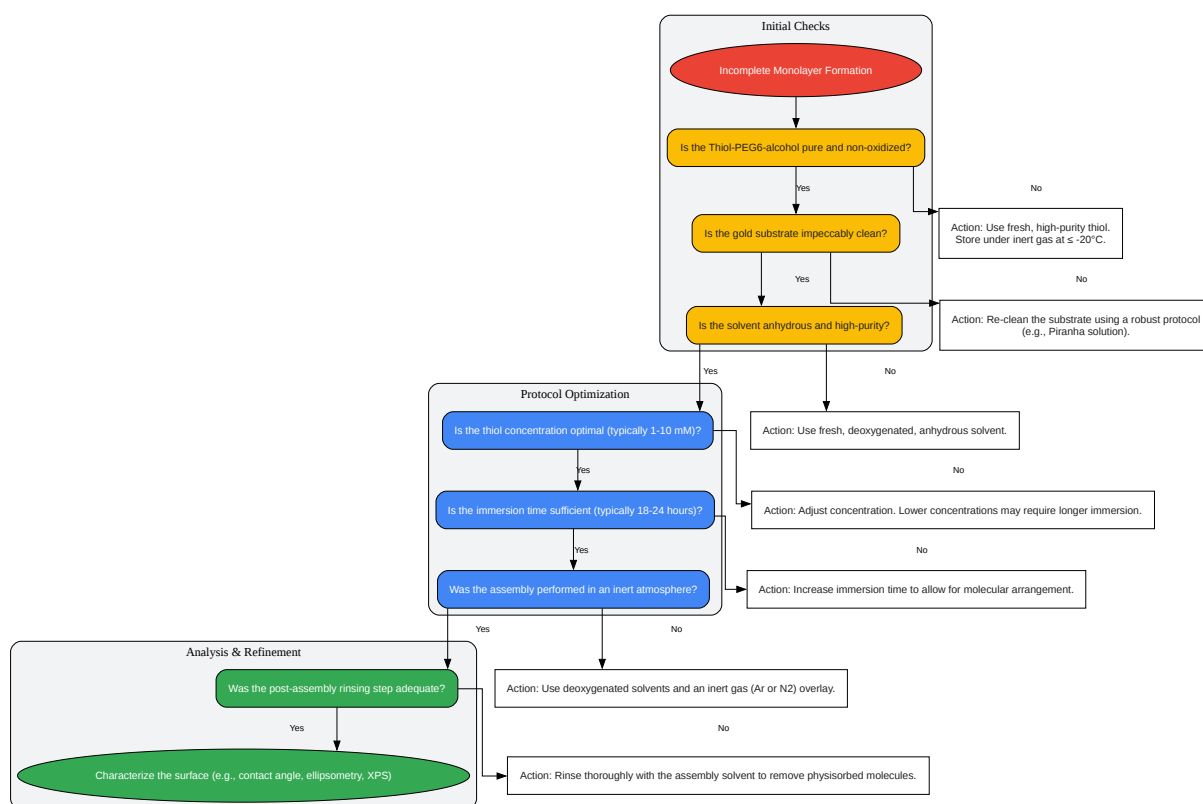 Initial Checks
Incomplete Monolayer Formation
Is the Thiol-PEG6-alcohol pure and non-oxidized?
Yes
No
Action: Use fresh, high-purity thiol.
Store under inert gas at ≤ -20°C.
Is the gold substrate impeccably clean?
Yes
No
Action: Re-clean the substrate using a robust protocol
(e.g., Piranha solution).
Is the solvent anhydrous and high-purity?
Yes
No
Action: Use fresh, deoxygenated, anhydrous solvent.
Protocol Optimization
Is the thiol concentration optimal (typically 1-10 mM)?
Yes
No
Action: Adjust concentration. Lower concentrations may require longer immersion.
Is the immersion time sufficient (typically 18-24 hours)?
Yes
No
Action: Increase immersion time to allow for molecular arrangement.
Was the assembly performed in an inert atmosphere?
Yes
No
Action: Use deoxygenated solvents and an inert gas (Ar or N2) overlay.
Analysis & Refinement
Was the post-assembly rinsing step adequate?
Yes
No
Action: Rinse thoroughly with the assembly solvent to remove physisorbed molecules.
Characterize the surface (e.g., contact angle, ellipsometry, XPS)